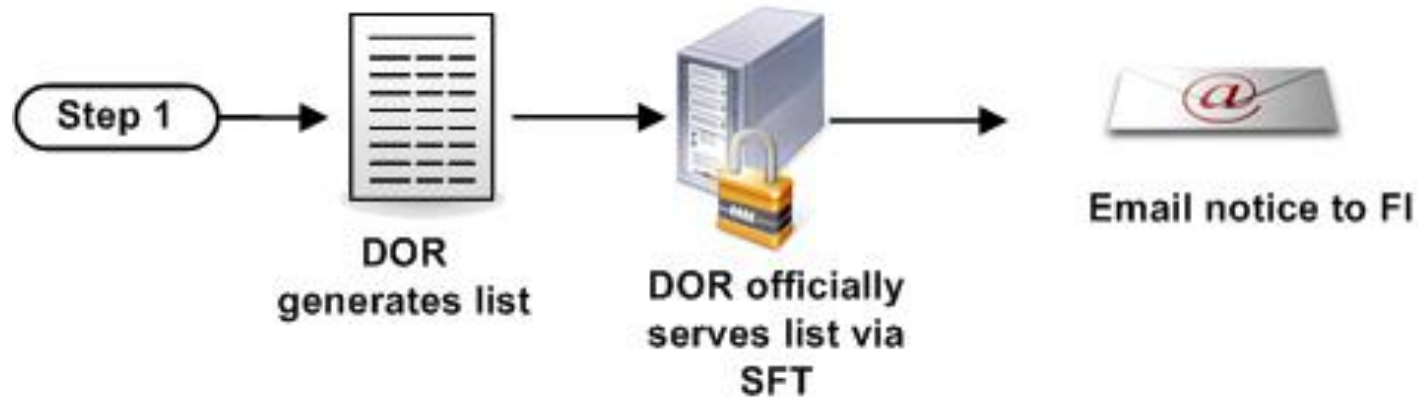 Step 1
DOR
generates list
DOR officially
serves list via
SFT
@
Email notice to FI